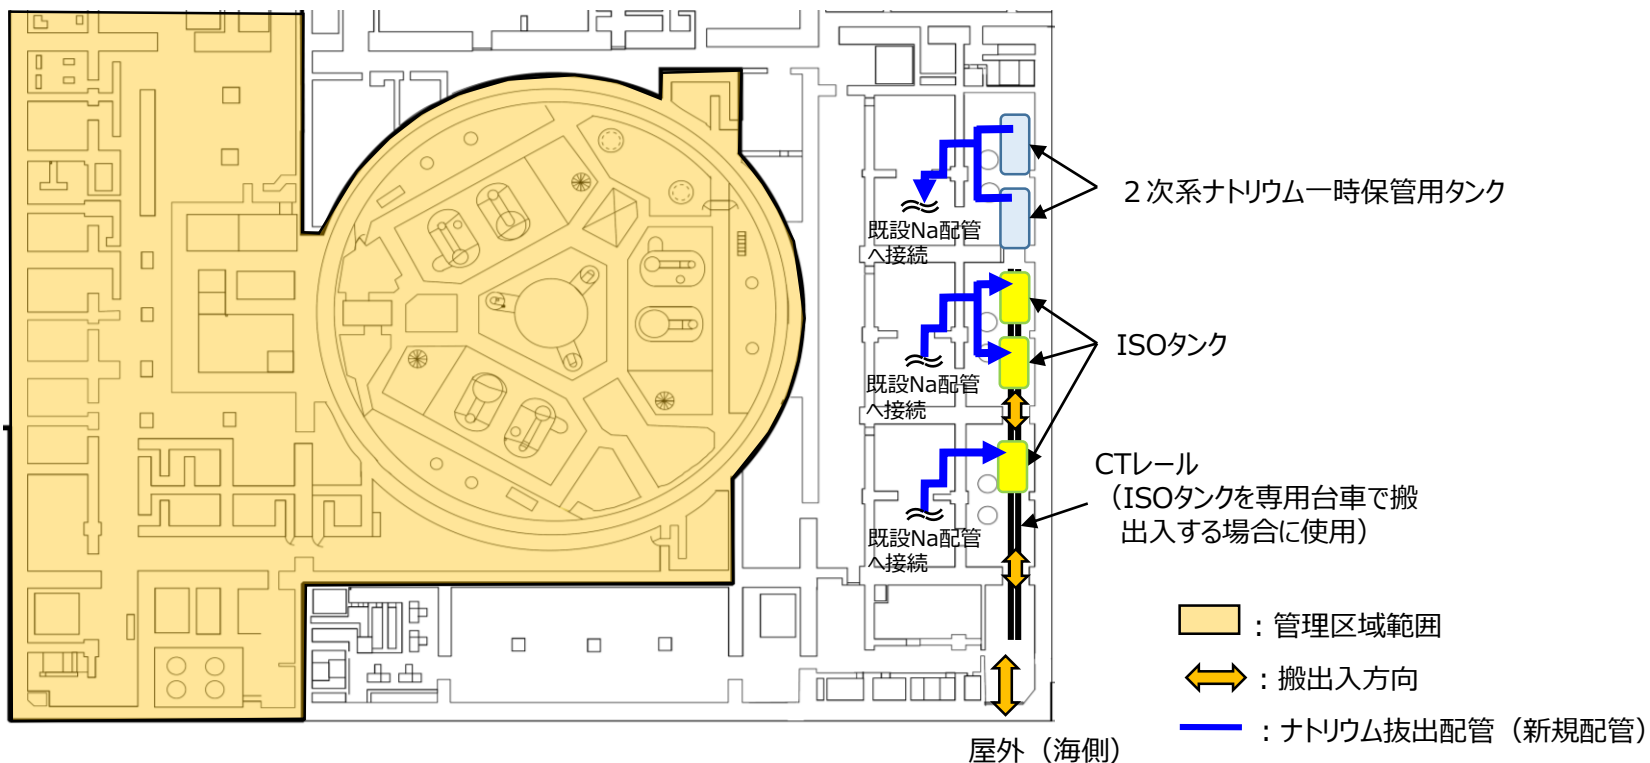 ２次系ナトリウム一時保管用タンク
既設Na配管
へ接続
ISOタンク
既設Na配管
へ接続
CTレール
（ISOタンクを専用台車で搬
出入する場合に使用）
既設Na配管
へ接続
：管理区域範囲
：搬出入方向
：ナトリウム抜出配管（新規配管）
屋外（海側）